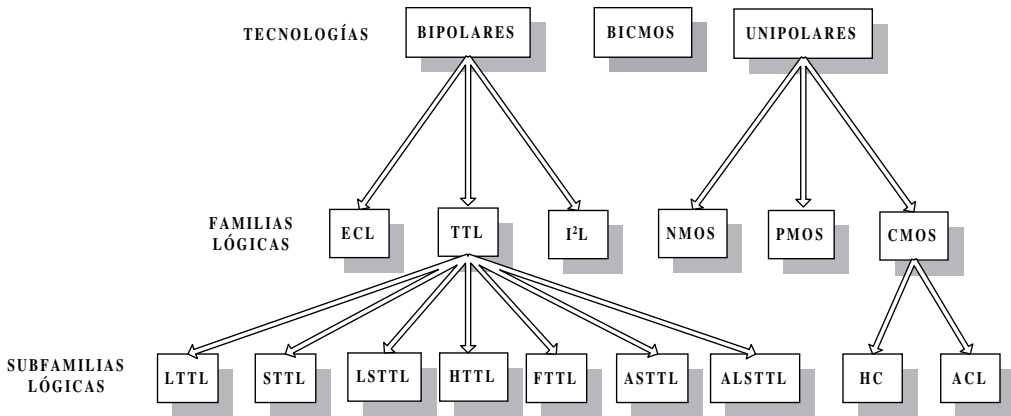 TECNOLOGÍAS BIPOLARES BICMOS UNIPOLARES
FAMILIAS
LÓGICAS
ECL TTL I²L NMOS PMOS CMOS
SUBFAMILIAS
LÓGICAS
LTTL STTL LSTTL HTTL FTTL ASTTL ALSTTL HC ACL